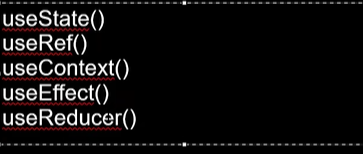 useState()
useRef()
useContext()
useEffect()
useReducer()